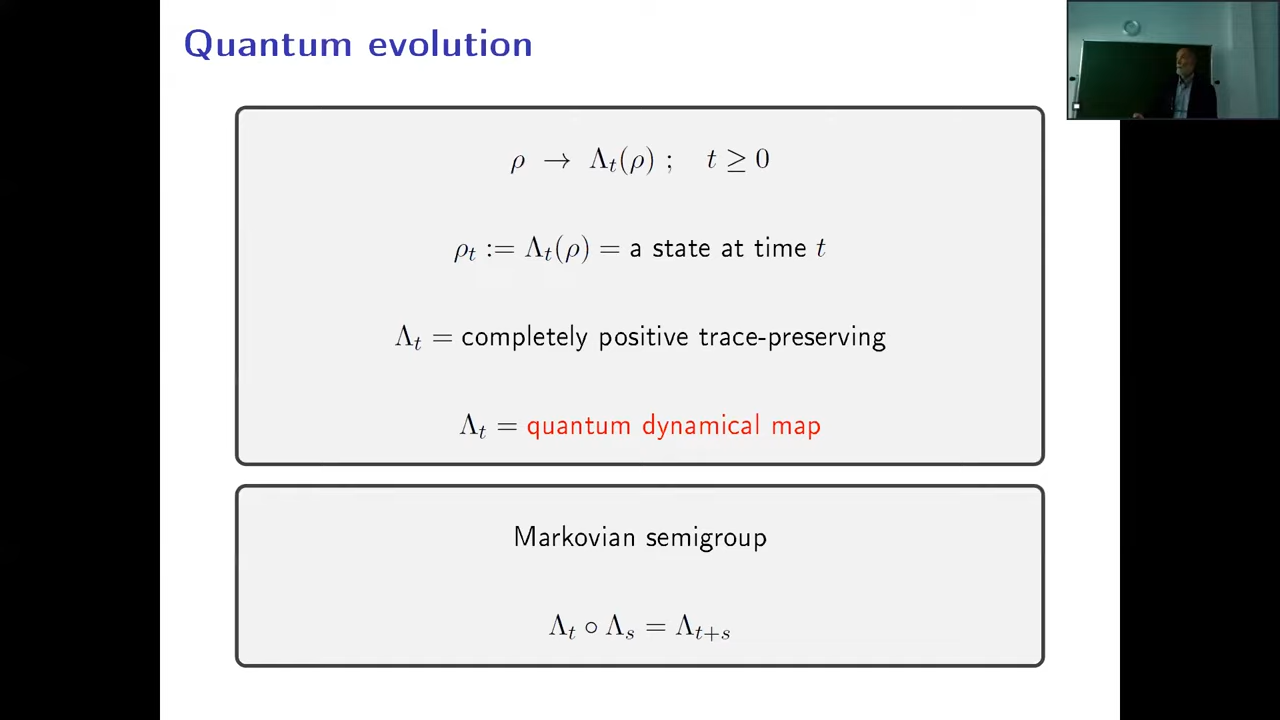 Quantum evolution
ρ → Λ_t(ρ) ; t ≥ 0
ρ_t := Λ_t(ρ) = a state at time t
Λ_t = completely positive trace-preserving
Λ_t = quantum dynamical map
Markovian semigroup
Λ_t ∘ Λ_s = Λ_{t+s}